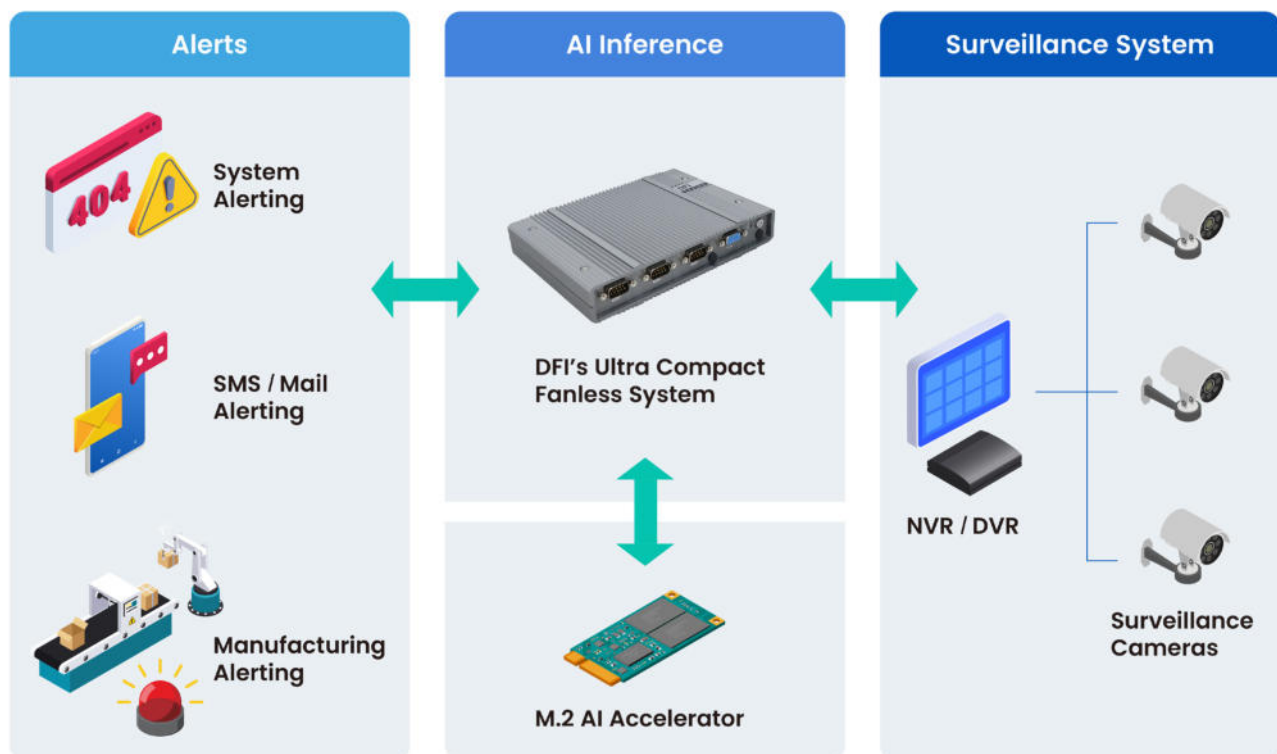 Alerts
System
Alerting
404
SMS / Mail
Alerting
Manufacturing
Alerting
AI Inference
DFI's Ultra Compact
Fanless System
M.2 AI Accelerator
Surveillance System
NVR / DVR
Surveillance
Cameras